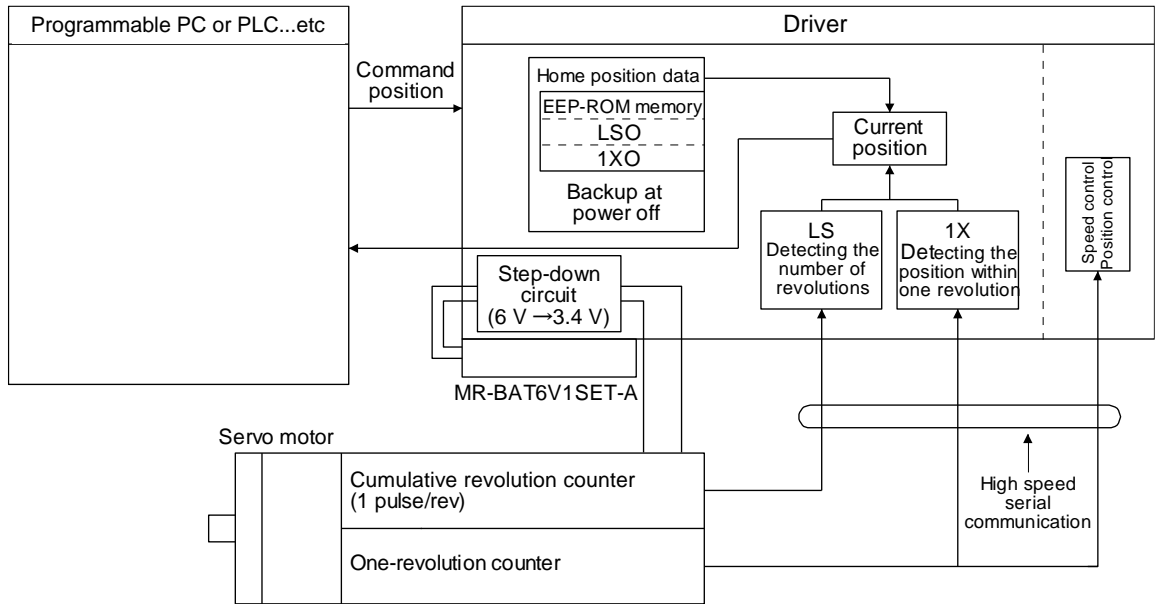 Programmable PC or PLC...etc
Driver
Command
position
Home position data
EEP-ROM memory
LSO
1XO
Backup at
power off
Current
position
LS
Detecting the
number of
revolutions
1X
Detecting the
position within
one revolution
Speed control
Position control
Step-down
circuit
(6 V →3.4 V)
MR-BAT6V1SET-A
Servo motor
Cumulative revolution counter
(1 pulse/rev)
One-revolution counter
High speed
serial
communication